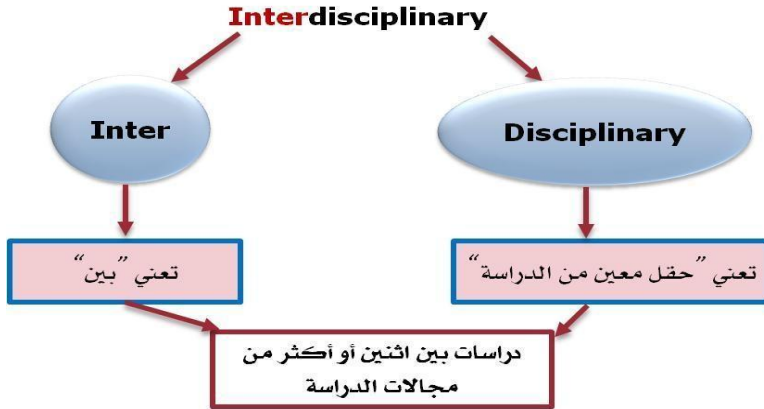 Interdisciplinary
Inter
Disciplinary
تعني "بين"
تعني "حقل معين من الدراسة"
دراسات بين اثنين أو أكثر من
مجالات الدراسة